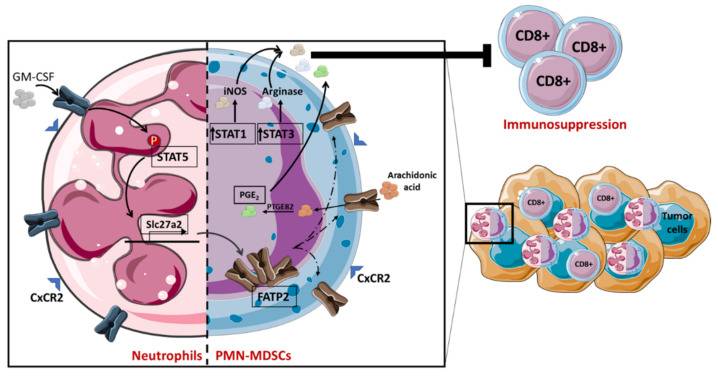 GM-CSF
P
STAT5
Slc27a2
CxCR2
Neutrophils
iNOS
Arginase
STAT1
STAT3
PGE2
PTGER2
Arachidonic
acid
FATP2
CxCR2
PMN-MDSCs
CD8+
CD8+
CD8+
Immunosuppression
CD8+
CD8+
CD8+
CD8+
Tumor
cells